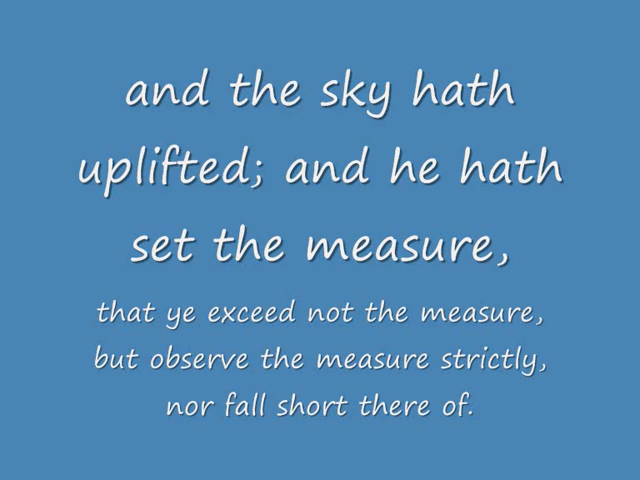 and the sky hath
uplifted; and he hath
set the measure,
that ye exceed not the measure,
but observe the measure strictly,
nor fall short there of.